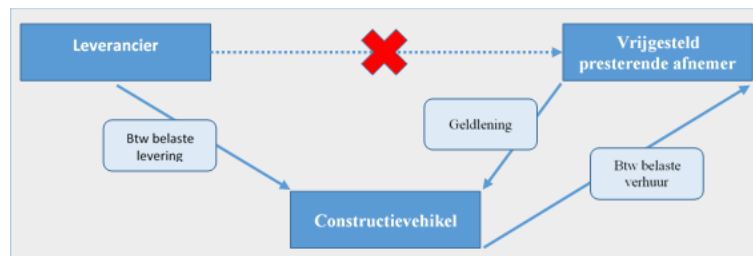 Leverancier
Vrijgesteld
presterende afnemer
Geldlening
Btw belaste
levering
Btw belaste
verhuur
Constructievehikel